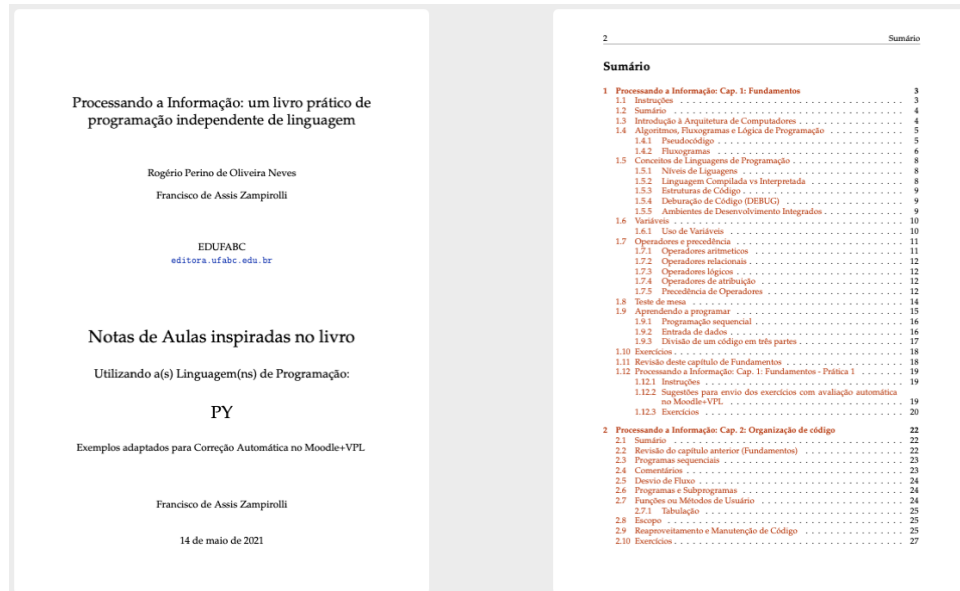 Processando a Informação: um livro prático de
programação independente de linguagem
Rogério Perino de Oliveira Neves
Francisco de Assis Zampirolli
EDUFABC
editora.ufabc.edu.br
Notas de Aulas inspiradas no livro
Utilizando a(s) Linguagem(ns) de Programação:
PY
Exemplos adaptados para Correção Automática no Moodle+VPL
Francisco de Assis Zampirolli
14 de maio de 2021
2 Sumário
Sumário
1 Processando a Informação: Cap. 1: Fundamentos 3
1.1 Instruções . . . . . . . . . . 3
1.2 Sumário . . . . . . . . . . 4
1.3 Introdução à Arquitetura de Computadores . . . . . . . . . . 4
1.4 Algoritmos, Fluxogramas e Lógica de Programação . . . . . . . . . . 5
1.4.1 Pseudocódigo . . . . . . . . . . 5
1.4.2 Fluxogramas . . . . . . . . . . 6
1.5 Conceitos de Linguagens de Programação . . . . . . . . . . 8
1.5.1 Níveis de Liguagens . . . . . . . . . . 8
1.5.2 Linguagem Compilada vs Interpretada . . . . . . . . . . 8
1.5.3 Estruturas de Código . . . . . . . . . . 9
1.5.4 Deburação de Código (DEBUG) . . . . . . . . . . 9
1.5.5 Ambientes de Desenvolvimento Integrados . . . . . . . . . . 9
1.6 Variáveis . . . . . . . . . . 10
1.6.1 Uso de Variáveis . . . . . . . . . . 10
1.7 Operadores e precedência . . . . . . . . . . 11
1.7.1 Operadores aritmeticos . . . . . . . . . . 11
1.7.2 Operadores relacionais . . . . . . . . . . 12
1.7.3 Operadores lógicos . . . . . . . . . . 12
1.7.4 Operadores de atribuição . . . . . . . . . . 12
1.7.5 Precedência de Operadores . . . . . . . . . . 12
1.8 Teste de mesa . . . . . . . . . . 14
1.9 Aprendendo a programar . . . . . . . . . . 15
1.9.1 Programação sequencial . . . . . . . . . . 16
1.9.2 Entrada de dados . . . . . . . . . . 16
1.9.3 Divisão de um código em três partes . . . . . . . . . . 17
1.10 Exercícios . . . . . . . . . . 18
1.11 Revisão deste capítulo de Fundamentos . . . . . . . . . . 18
1.12 Processando a Informação: Cap. 1: Fundamentos - Prática 1 . . . . . . . 19
1.12.1 Instruções . . . . . . . . . . 19
1.12.2 Sugestões para envio dos exercícios com avaliação automática
no Moodle+VPL . . . . . . . . . . 19
1.12.3 Exercícios . . . . . . . . . . 20
2 Processando a Informação: Cap. 2: Organização de código 22
2.1 Sumário . . . . . . . . . . 22
2.2 Revisão do capítulo anterior (Fundamentos) . . . . . . . . . . 22
2.3 Programas sequenciais . . . . . . . . . . 23
2.4 Comentários . . . . . . . . . . 23
2.5 Desvio de Fluxo . . . . . . . . . . 24
2.6 Programas e Subprogramas . . . . . . . . . . 24
2.7 Funções ou Métodos de Usuário . . . . . . . . . . 24
2.7.1 Tabulação . . . . . . . . . . 25
2.8 Escopo . . . . . . . . . . 25
2.9 Reaproveitamento e Manutenção de Código . . . . . . . . . . 25
2.10 Exercícios . . . . . . . . . . 27